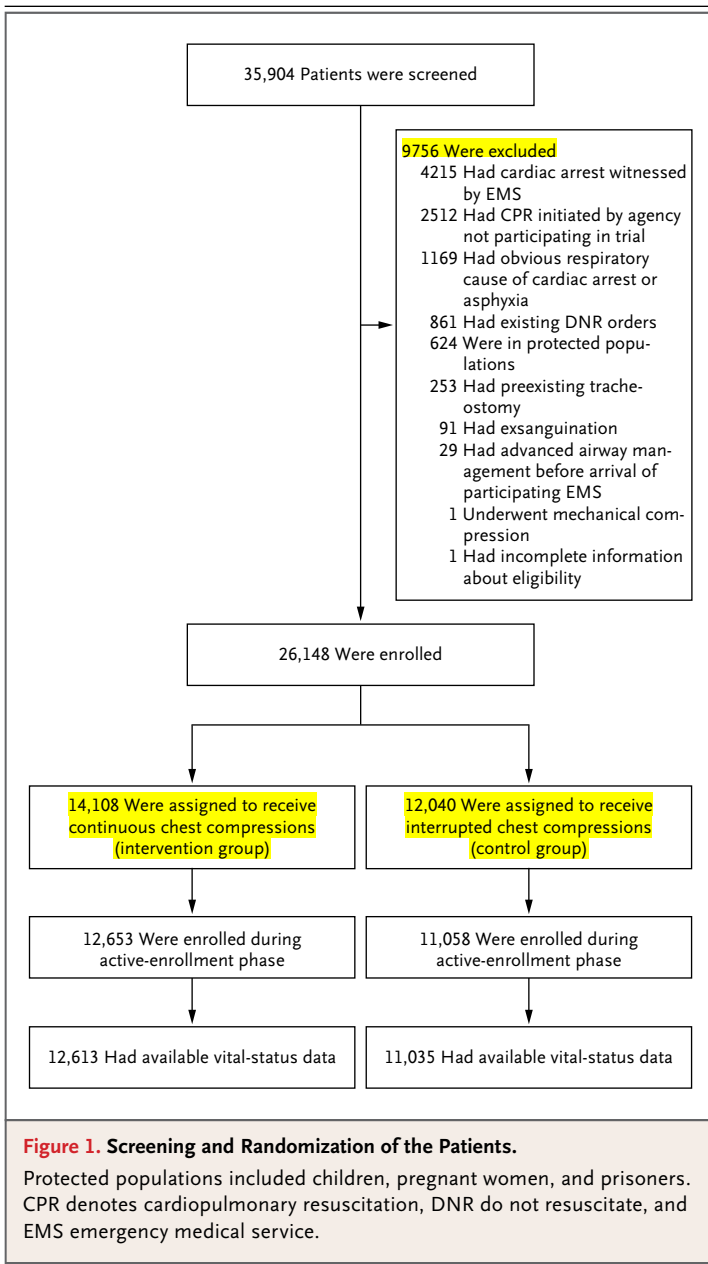 35,904 Patients were screened
9756 Were excluded
4215 Had cardiac arrest witnessed
by EMS
2512 Had CPR initiated by agency
not participating in trial
1169 Had obvious respiratory
cause of cardiac arrest or
asphyxia
861 Had existing DNR orders
624 Were in protected popu-
lations
253 Had preexisting trache-
ostomy
91 Had exsanguination
29 Had advanced airway man-
agement before arrival of
participating EMS
1 Underwent mechanical com-
pression
1 Had incomplete information
about eligibility
26,148 Were enrolled
14,108 Were assigned to receive
continuous chest compressions
(intervention group)
12,040 Were assigned to receive
interrupted chest compressions
(control group)
12,653 Were enrolled during
active-enrollment phase
11,058 Were enrolled during
active-enrollment phase
12,613 Had available vital-status data
11,035 Had available vital-status data
Figure 1. Screening and Randomization of the Patients.
Protected populations included children, pregnant women, and prisoners.
CPR denotes cardiopulmonary resuscitation, DNR do not resuscitate, and
EMS emergency medical service.